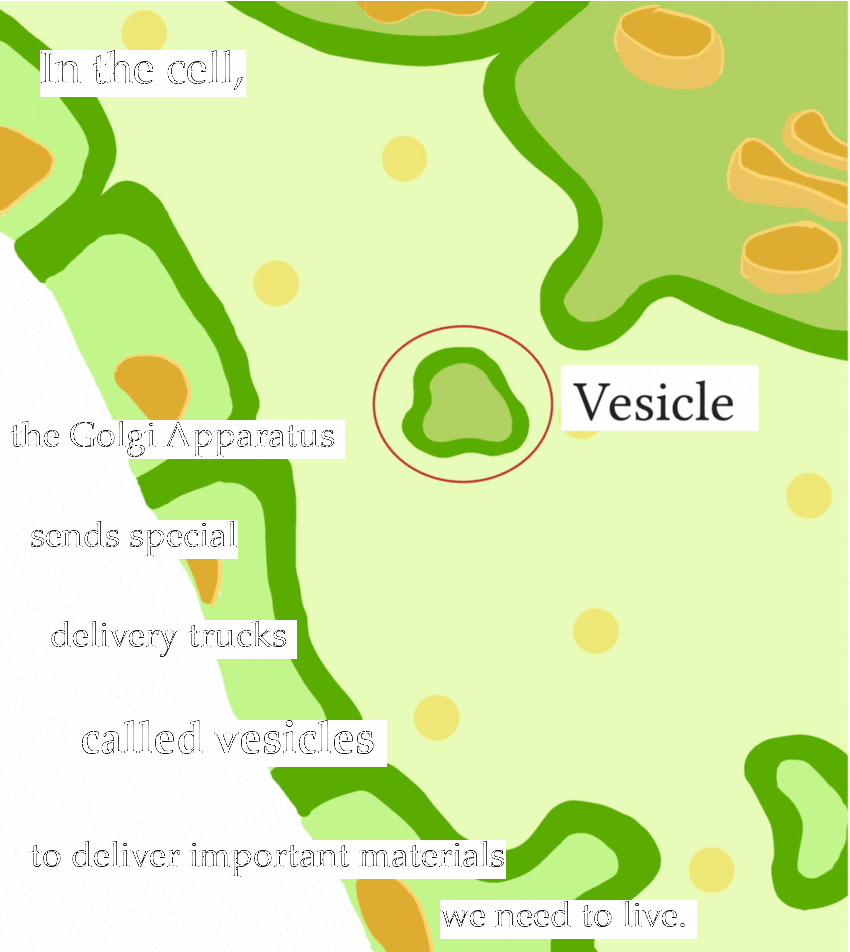 In the cell,
Vesicle
the Golgi Apparatus
sends special
delivery trucks
called vesicles
to deliver important materials
we need to live.